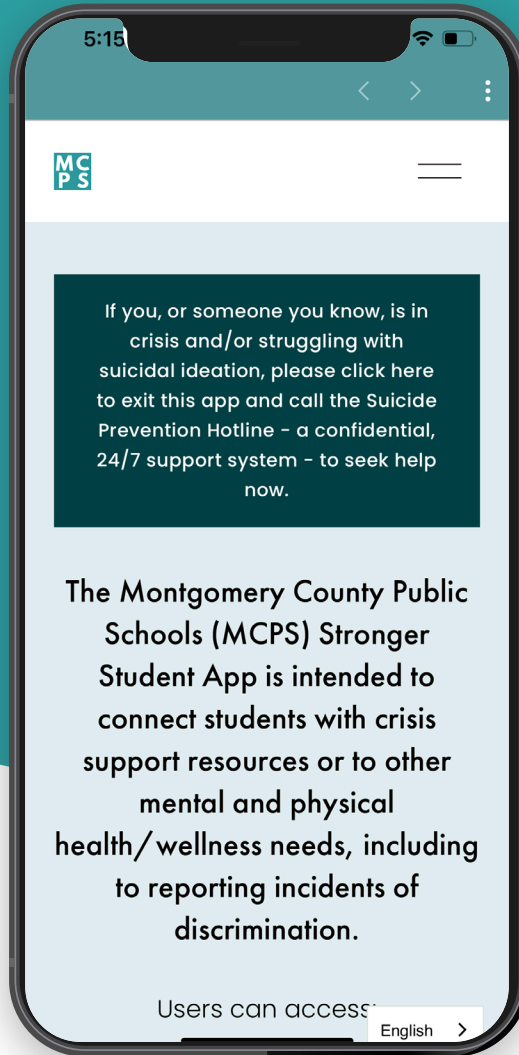 5:15
MC
PS
If you, or someone you know, is in
crisis and/or struggling with
suicidal ideation, please click here
to exit this app and call the Suicide
Prevention Hotline - a confidential,
24/7 support system - to seek help
now.
The Montgomery County Public
Schools (MCPS) Stronger
Student App is intended to
connect students with crisis
support resources or to other
mental and physical
health/wellness needs, including
to reporting incidents of
discrimination.
Users can access:
English